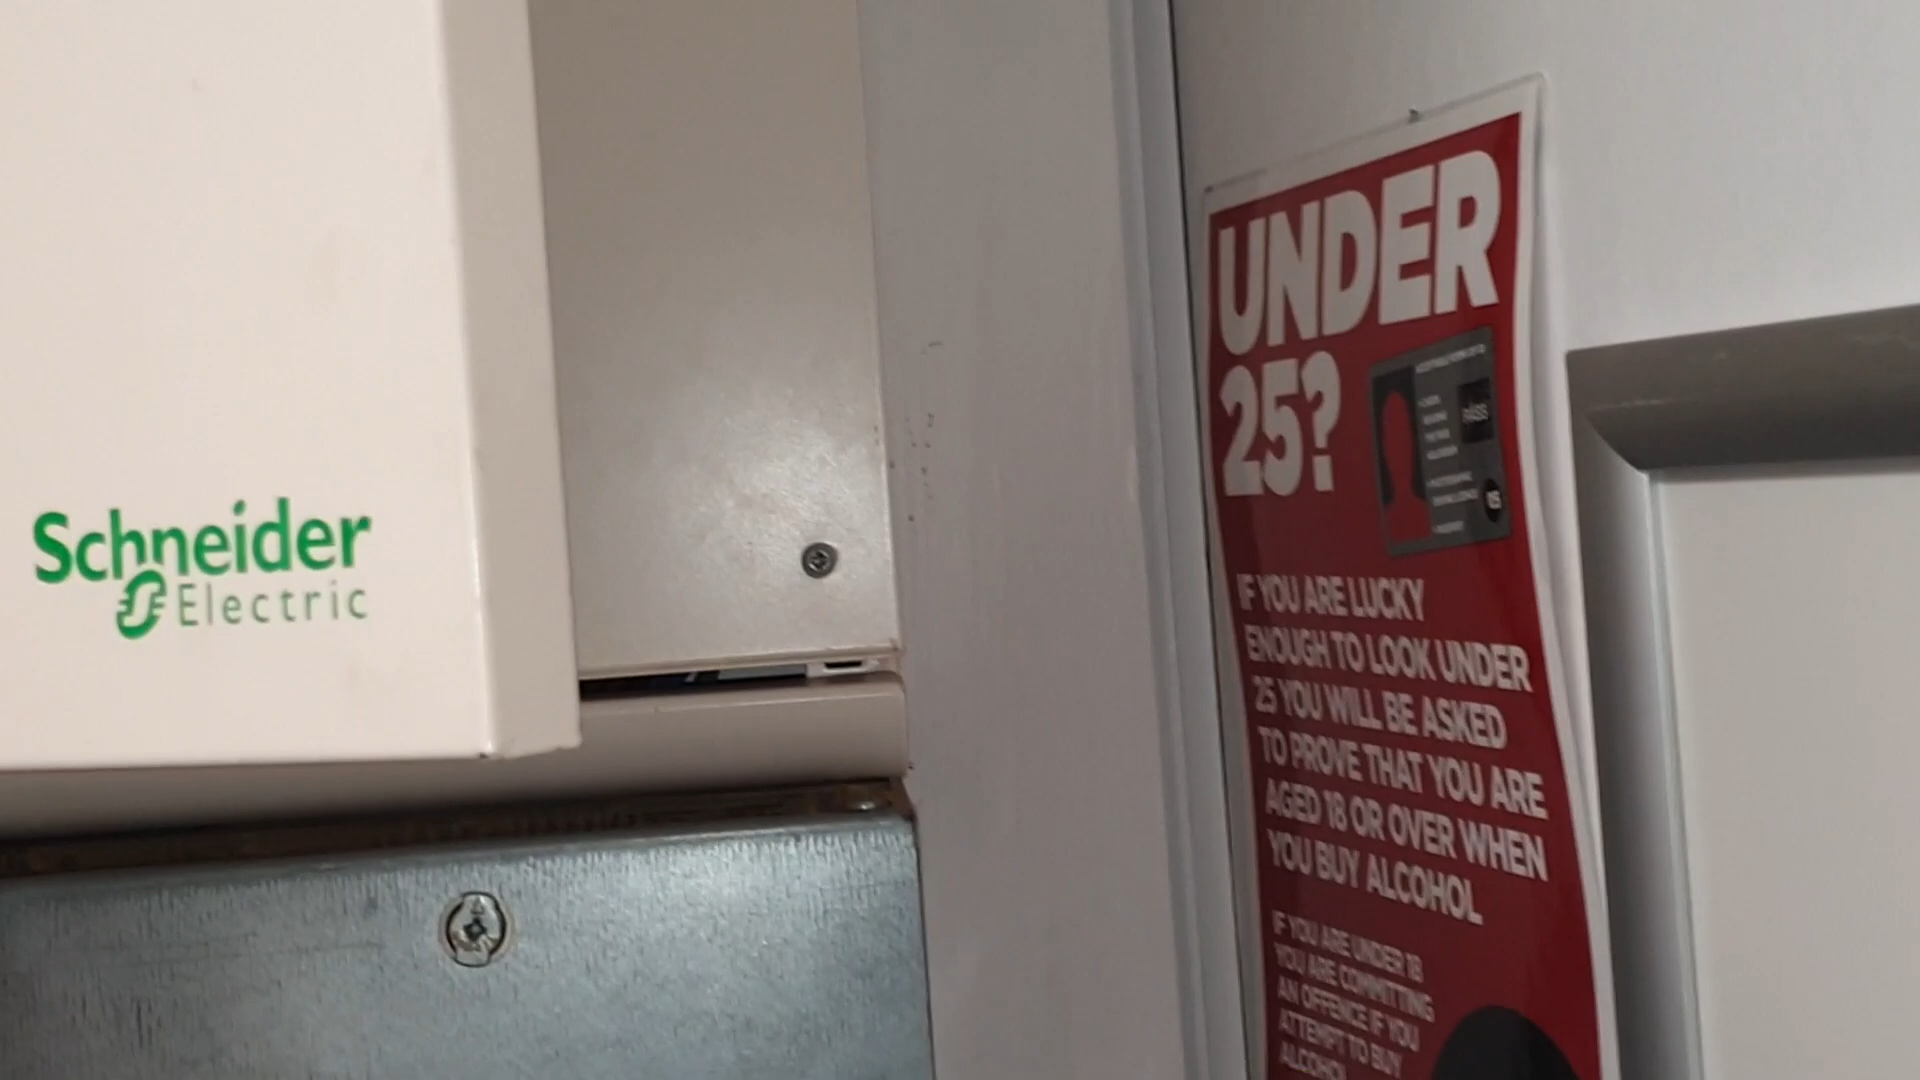 Schneider
Electric
UNDER
25?
PASS
IF YOU ARE LUCKY
ENOUGH TO LOOK UNDER
25 YOU WILL BE ASKED
TO PROVE THAT YOU ARE
AGED 18 OR OVER WHEN
YOU BUY ALCOHOL
IF YOU ARE UNDER 18
YOU ARE COMMITTING
AN OFFENCE IF YOU
ATTEMPT TO BUY
ALCOHOL